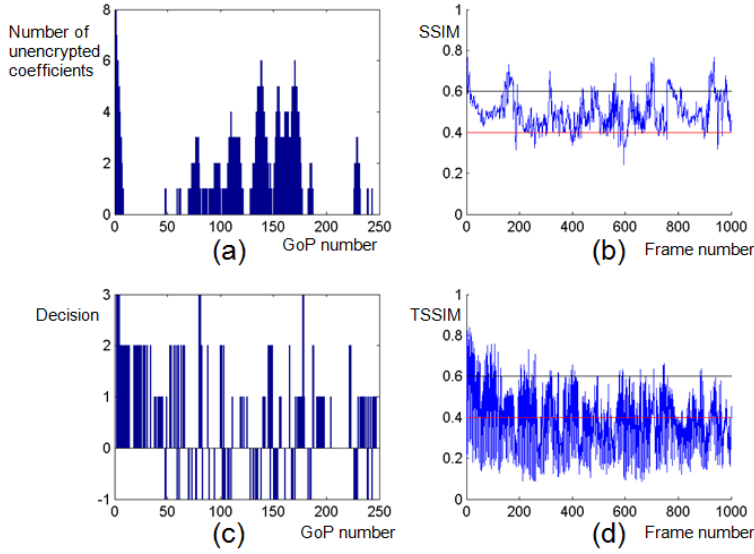 Number of
unencrypted
coefficients
8
6
4
2
0
0 50 100 150 200 250
(a)
GoP number
SSIM
1
0.8
0.6
0.4
0.2
0
0 200 400 600 800 1000
(b)
Frame number
Decision
3
2
1
0
-1
0 50 100 150 200 250
(c)
GoP number
TSSIM
1
0.8
0.6
0.4
0.2
0
0 200 400 600 800 1000
(d)
Frame number